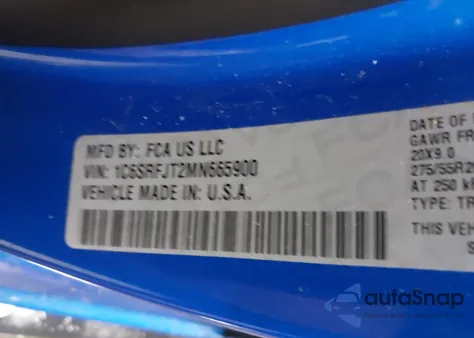 MFD BY: FCA US LLC
VIN: 1C6SRFJT2MN665900
VEHICLE MADE IN: U.S.A.
DATE OF
GAWR F
20X9.0
275/55R2
AT 250 k
TYPE: TR
THIS VEH
S
autoSnap